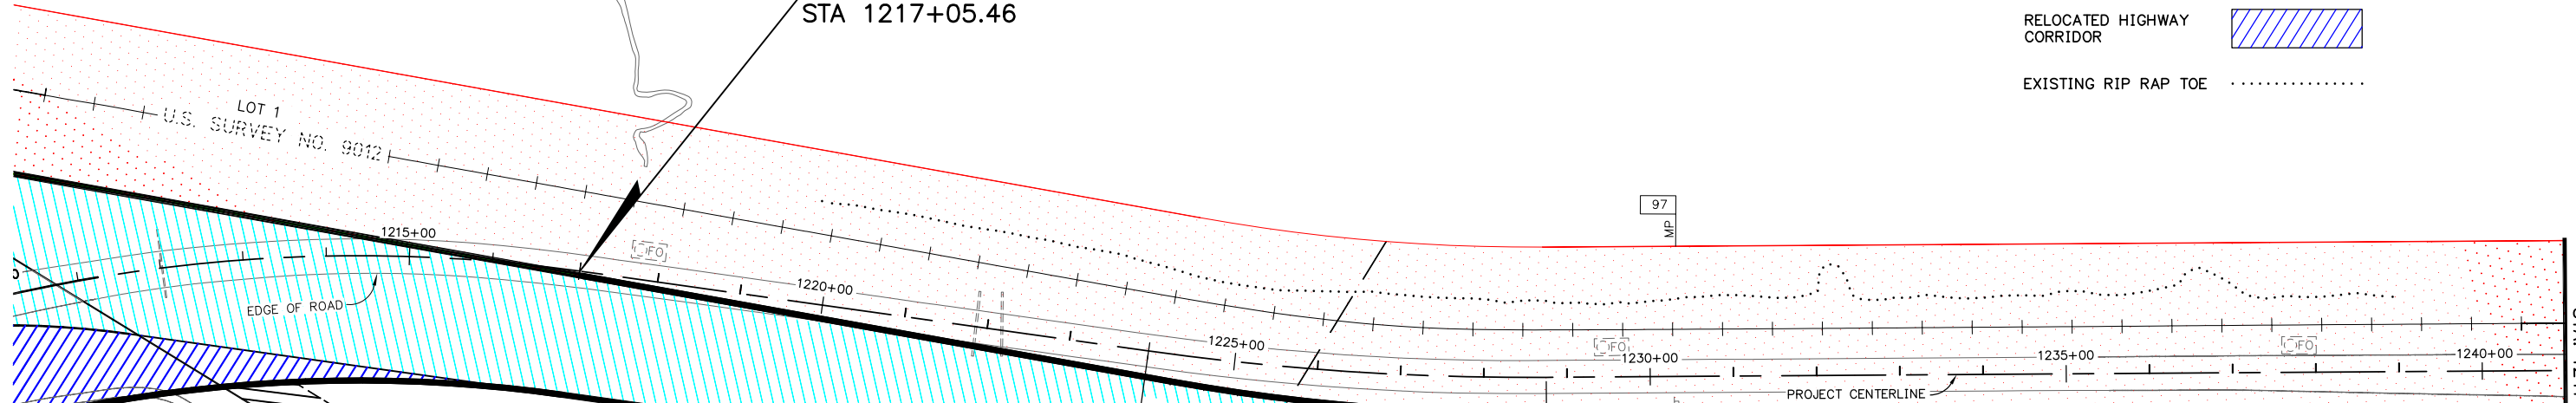 STA 1217+05.46
RELOCATED HIGHWAY
CORRIDOR
EXISTING RIP RAP TOE
LOT 1
U.S. SURVEY NO. 9012
97
MP
1215+00
FO
EDGE OF ROAD
1220+00
1225+00
FO
1230+00
1235+00
FO
1240+00
PROJECT CENTERLINE